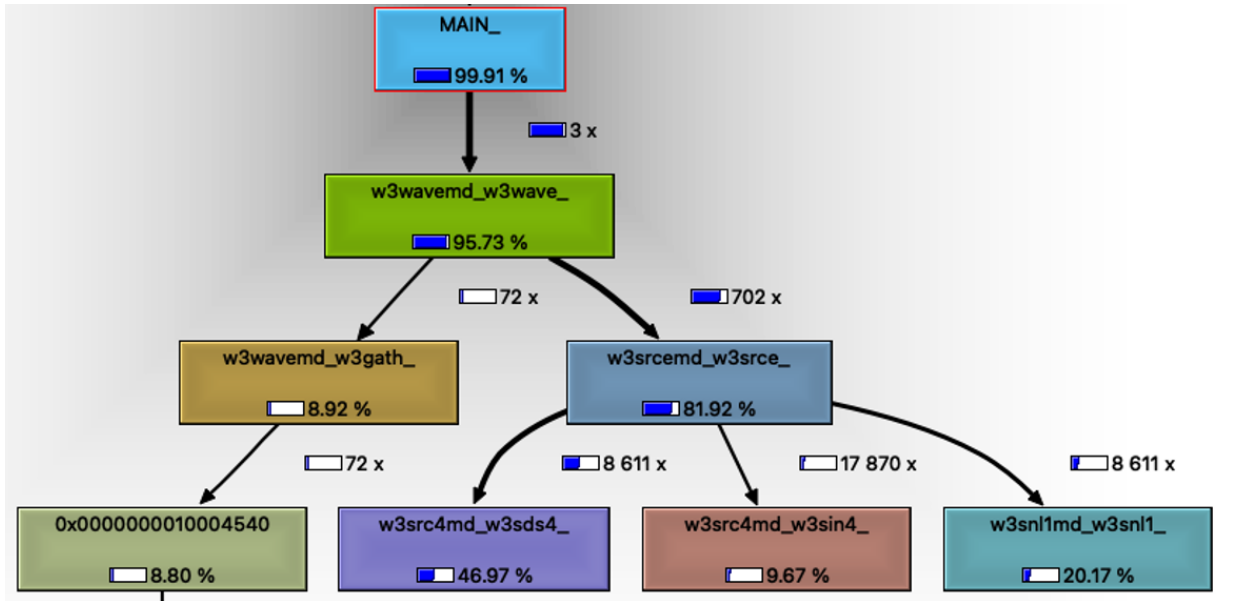 MAIN_
99.91 %
3 x
w3wavemd_w3wave_
95.73 %
72 x
702 x
w3wavemd_w3gath_
8.92 %
w3srcemd_w3srce_
81.92 %
72 x
8 611 x
17 870 x
8 611 x
0x0000000010004540
8.80 %
w3src4md_w3sds4_
46.97 %
w3src4md_w3sin4_
9.67 %
w3snl1md_w3snl1_
20.17 %